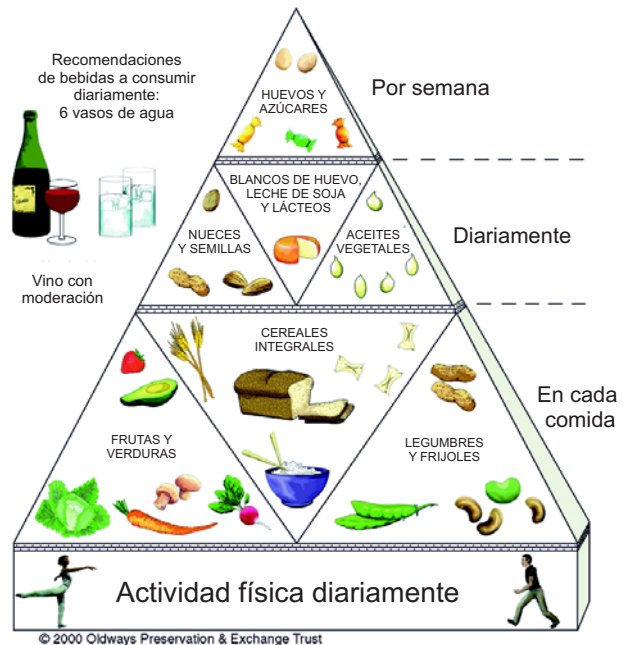 Recomendaciones
de bebidas a consumir
diariamente:
6 vasos de agua
Vino con
moderación
HUEVOS Y
AZÚCARES
Por semana
BLANCOS DE HUEVO,
LECHE DE SOJA
Y LÁCTEOS
NUECES
Y SEMILLAS
ACEITES
VEGETALES
Diariamente
CEREALES
INTEGRALES
FRUTAS Y
VERDURAS
LEGUMBRES
Y FRIJOLES
En cada
comida
Actividad física diariamente
© 2000 Oldways Preservation & Exchange Trust